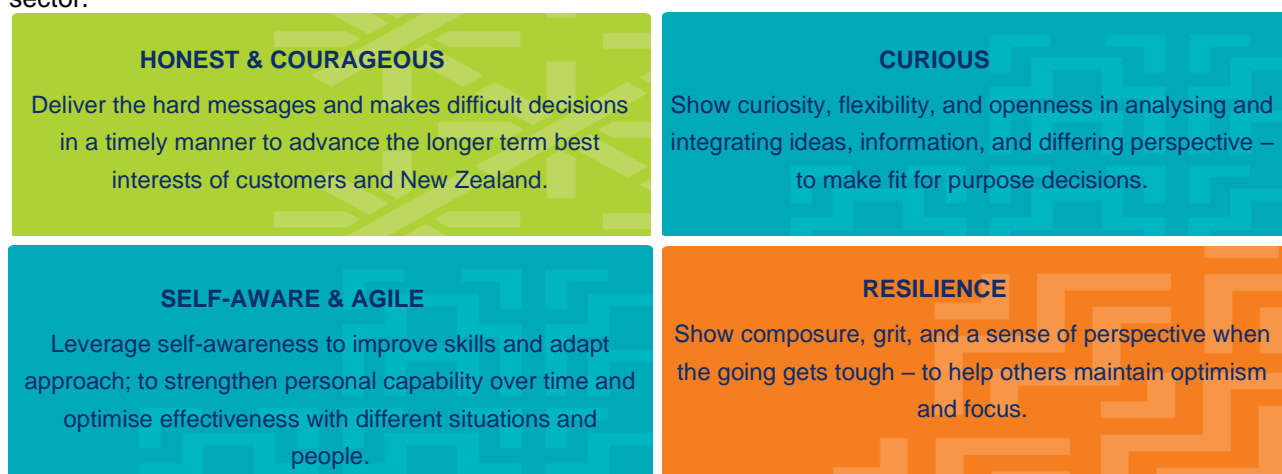 sector.
HONEST & COURAGEOUS
Deliver the hard messages and makes difficult decisions
in a timely manner to advance the longer term best
interests of customers and New Zealand.
CURIOUS
Show curiosity, flexibility, and openness in analysing and
integrating ideas, information, and differing perspective –
to make fit for purpose decisions.
SELF-AWARE & AGILE
Leverage self-awareness to improve skills and adapt
approach; to strengthen personal capability over time and
optimise effectiveness with different situations and
people.
RESILIENCE
Show composure, grit, and a sense of perspective when
the going gets tough – to help others maintain optimism
and focus.